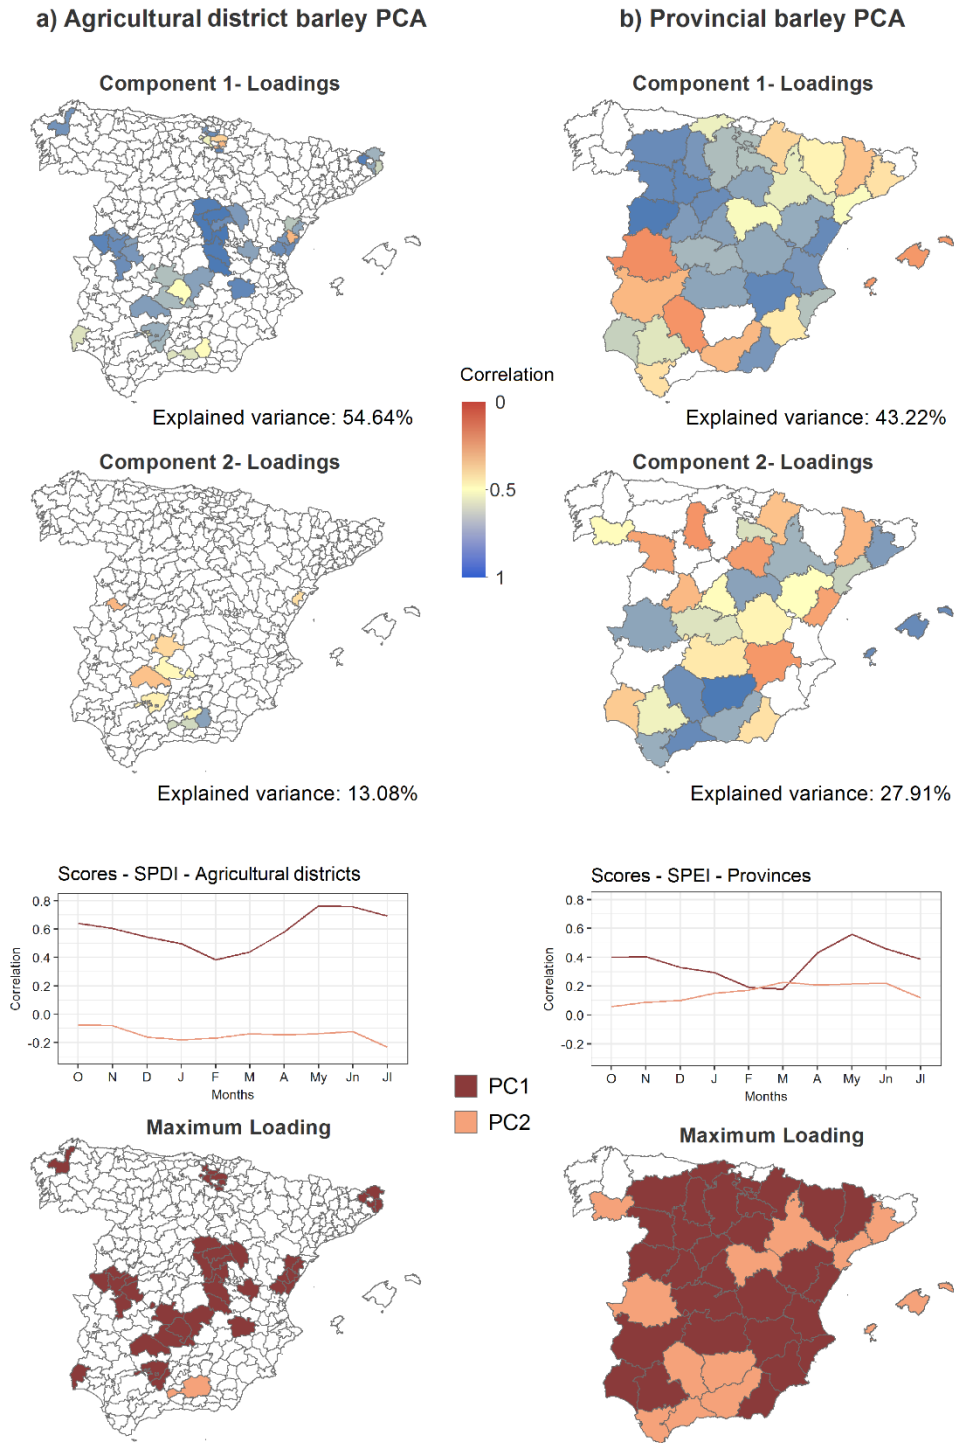 a) Agricultural district barley PCA
b) Provincial barley PCA
Component 1- Loadings
Component 1- Loadings
Correlation
0
0.5
1
Explained variance: 54.64%
Explained variance: 43.22%
Component 2- Loadings
Component 2- Loadings
Explained variance: 13.08%
Explained variance: 27.91%
Scores - SPDI - Agricultural districts
0.8
0.6
0.4
0.2
0.0
-0.2
Correlation
O N D J F M A My Jn Jl
Months
Scores - SPEI - Provinces
0.8
0.6
0.4
0.2
0.0
-0.2
Correlation
O N D J F M A My Jn Jl
Months
PC1
PC2
Maximum Loading
Maximum Loading